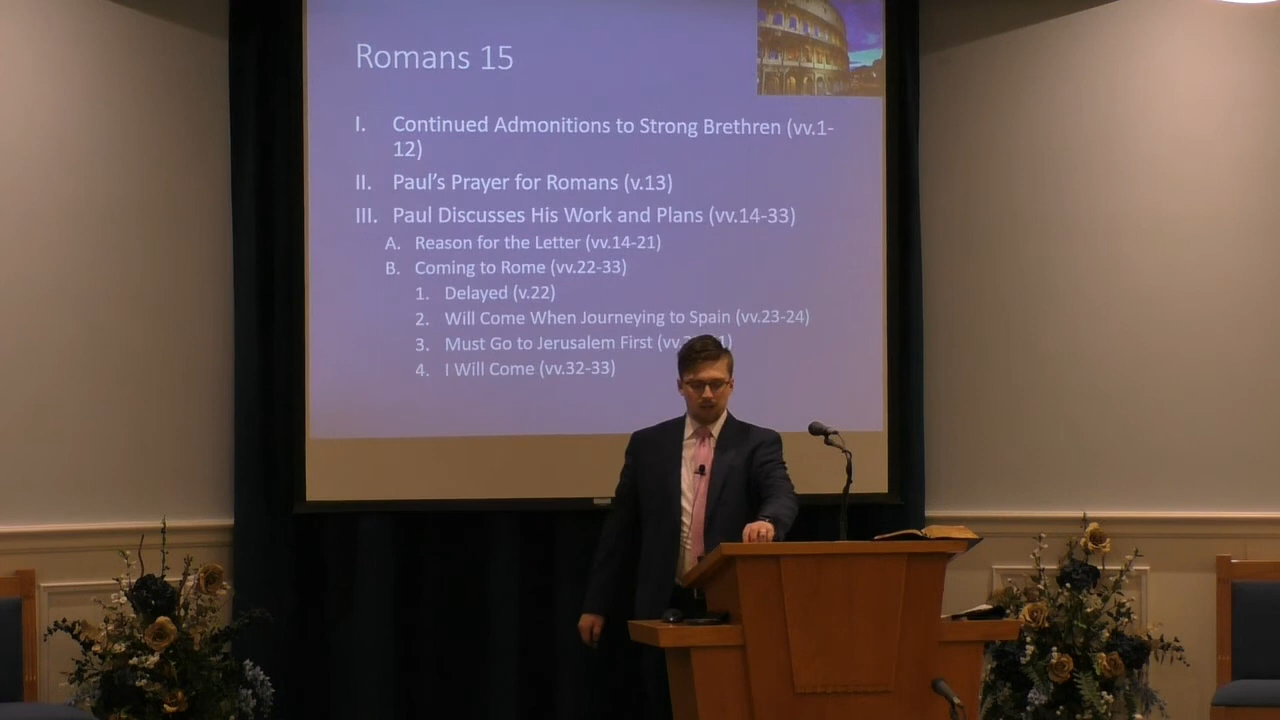 Romans 15
I. Continued Admonitions to Strong Brethren (vv.1-
12)
II. Paul's Prayer for Romans (v.13)
III. Paul Discusses His Work and Plans (vv.14-33)
A. Reason for the Letter (vv.14-21)
B. Coming to Rome (vv.22-33)
1. Delayed (v.22)
2. Will Come When Journeying to Spain (vv.23-24)
3. Must Go to Jerusalem First
4. I Will Come (vv.32-33)